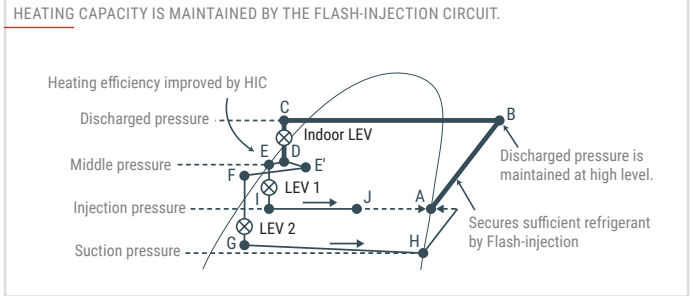 HEATING CAPACITY IS MAINTAINED BY THE FLASH-INJECTION CIRCUIT.
Heating efficiency improved by HIC
Discharged pressure
C
B
Indoor LEV
Middle pressure
E
D
E'
F
Discharged pressure is
maintained at high level.
LEV 1
Injection pressure
I
J
A
LEV 2
Secures sufficient refrigerant
by Flash-injection
Suction pressure
G
H